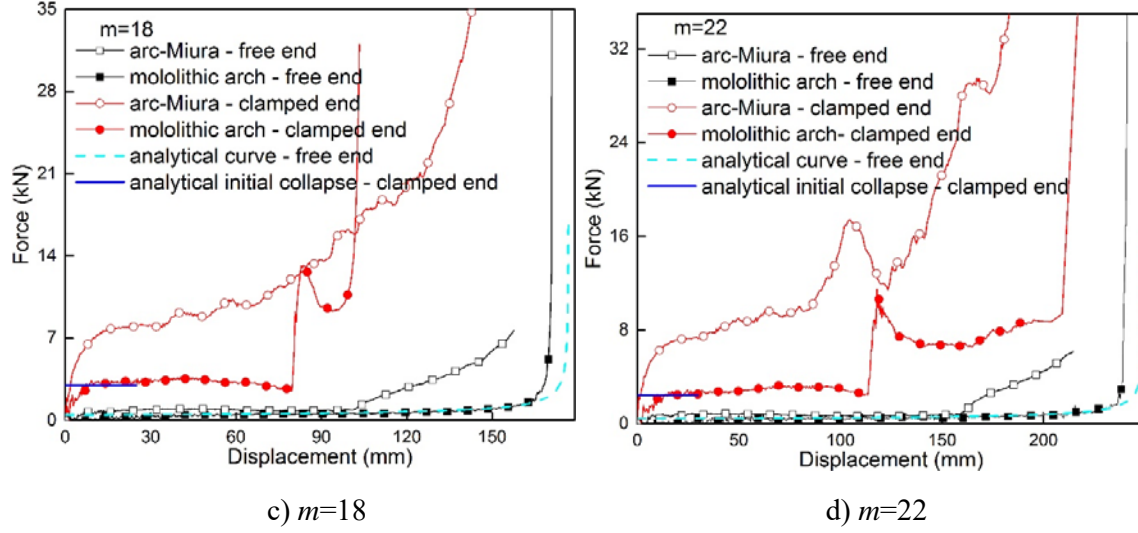 m=18
arc-Miura - free end
mololithic arch - free end
arc-Miura - clamped end
mololithic arch - clamped end
analytical curve - free end
analytical initial collapse - clamped end
Force (kN)
35
28
21
14
7
0
0 30 60 90 120 150
Displacement (mm)
c) m=18
m=22
arc-Miura - free end
mololithic arch - free end
arc-Miura - clamped end
mololithic arch- clamped end
analytical curve - free end
analytical initial collapse - clamped end
Force (kN)
32
24
16
8
0
0 50 100 150 200
Displacement (mm)
d) m=22